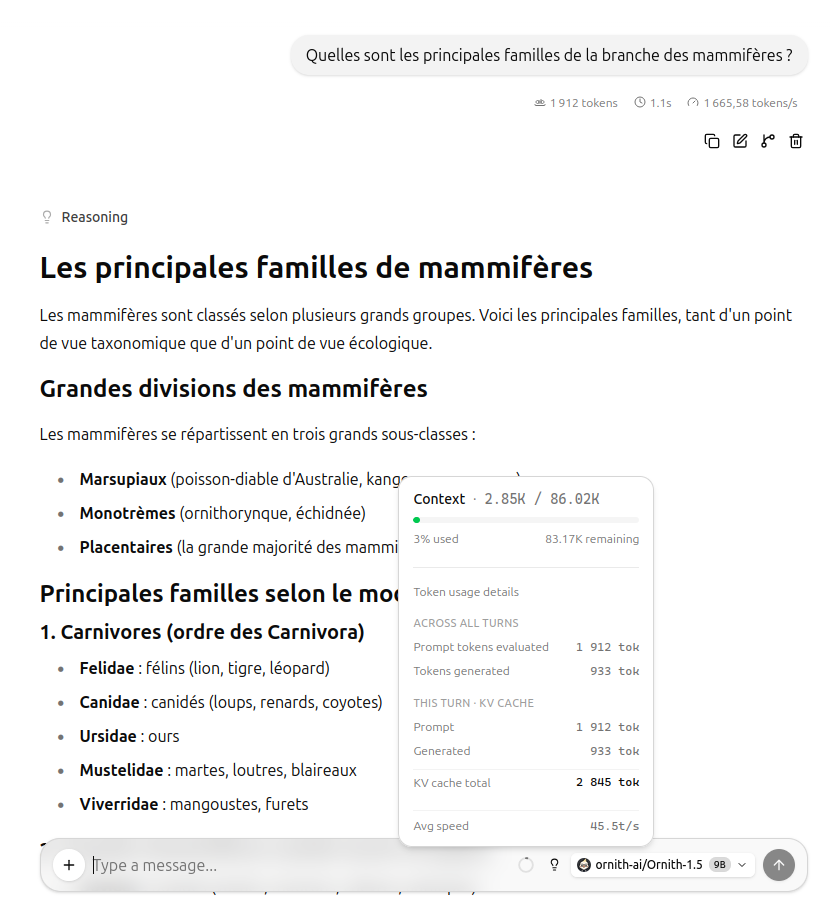 Quelles sont les principales familles de la branche des mammifères ?
1 912 tokens 1.1s 1 665,58 tokens/s
Reasoning
Les principales familles de mammifères
Les mammifères sont classés selon plusieurs grands groupes. Voici les principales familles, tant d'un point
de vue taxonomique que d'un point de vue écologique.
Grandes divisions des mammifères
Les mammifères se répartissent en trois grands sous-classes :
• Marsupiaux (poisson-diable d'Australie,
• Monotrèmes (ornithorynque, échidnée)
• Placentaires (la grande majorité des
Principales familles selon le
1. Carnivores (ordre des Carnivora)
• Felidae : félins (lion, tigre, léopard)
• Canidae : canidés (loups, renards, coyotes)
• Ursidae : ours
• Mustelidae : martes, loutres, blaireaux
• Viverridae : mangoustes, furets
Context · 2.85K / 86.02K
3% used 83.17K remaining
Token usage details
ACROSS ALL TURNS
Prompt tokens evaluated 1 912 tok
Tokens generated 933 tok
THIS TURN · KV CACHE
Prompt 1 912 tok
Generated 933 tok
KV cache total 2 845 tok
Avg speed 45.5t/s
Type a message... ornith-ai/Ornith-1.5 9B